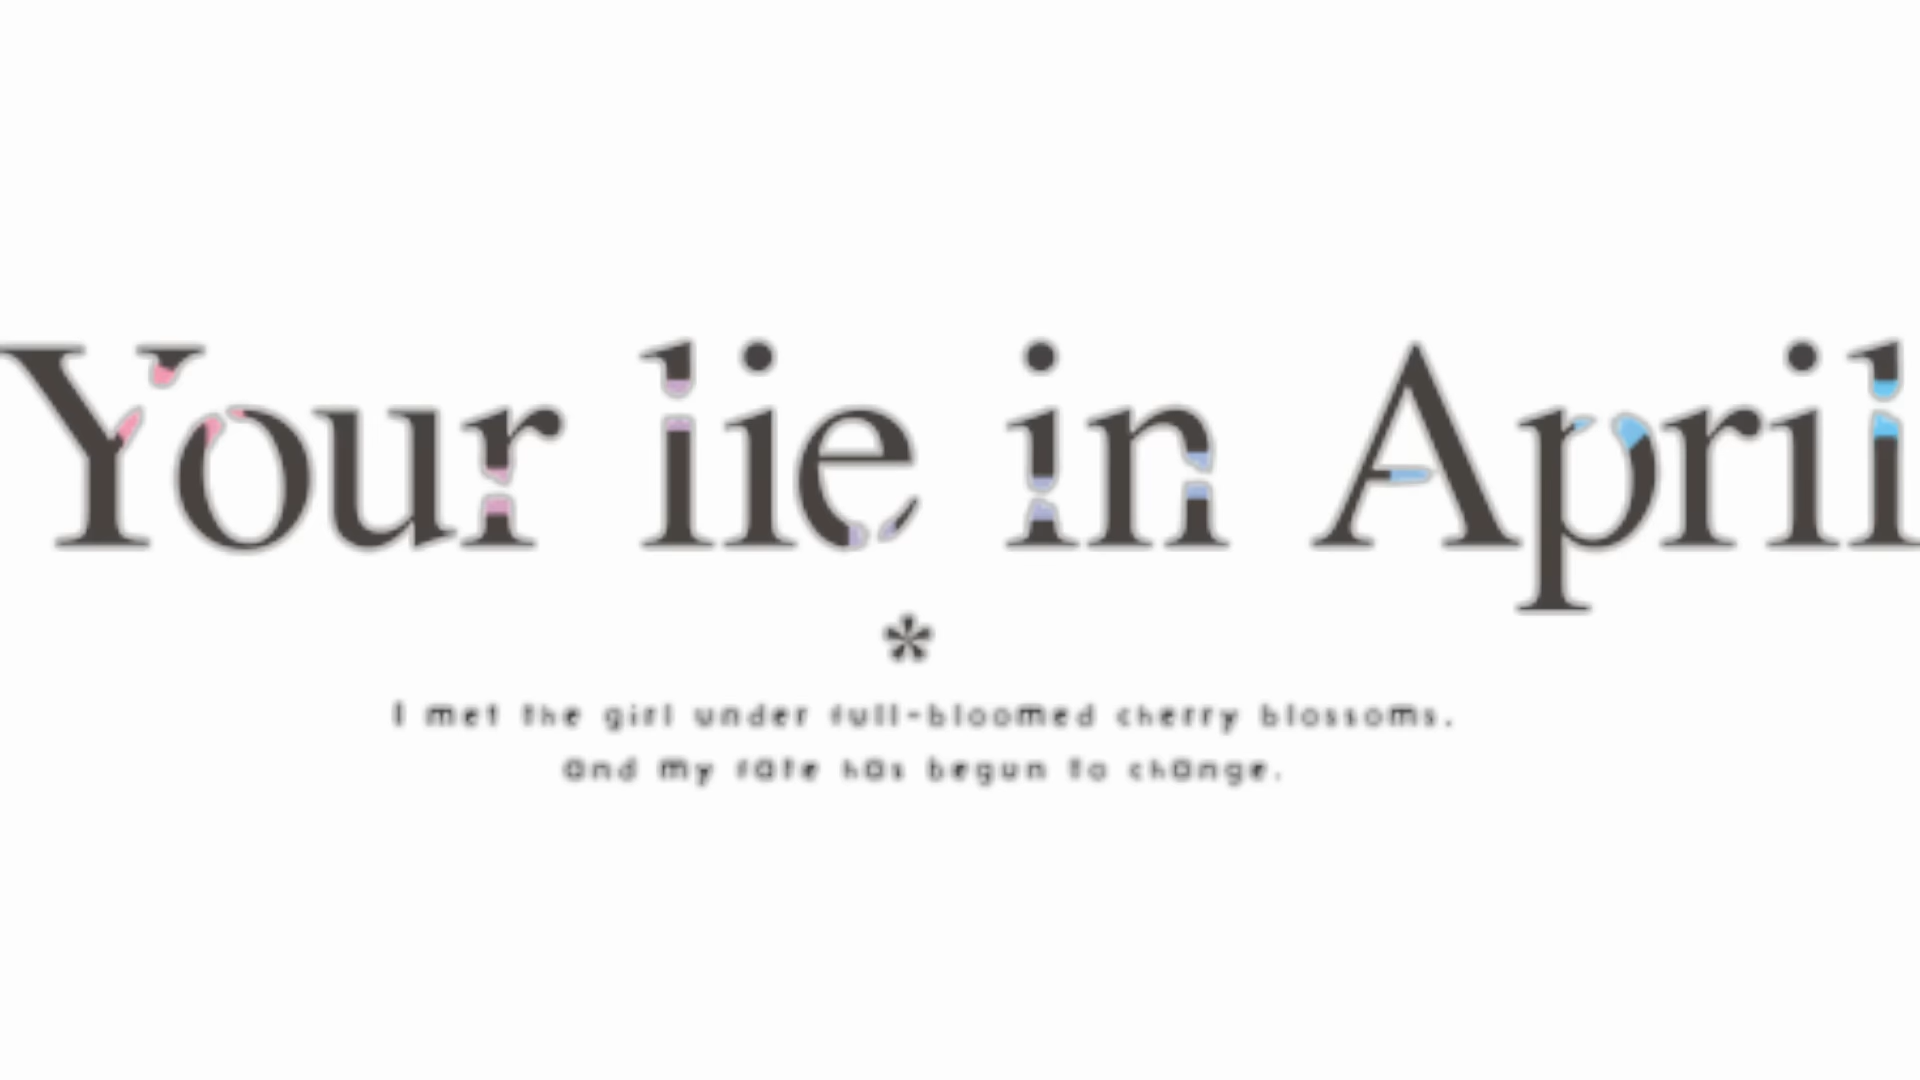 Your lie in April
*
I met the girl under full-bloomed cherry blossoms.
and my fate has begun to change.